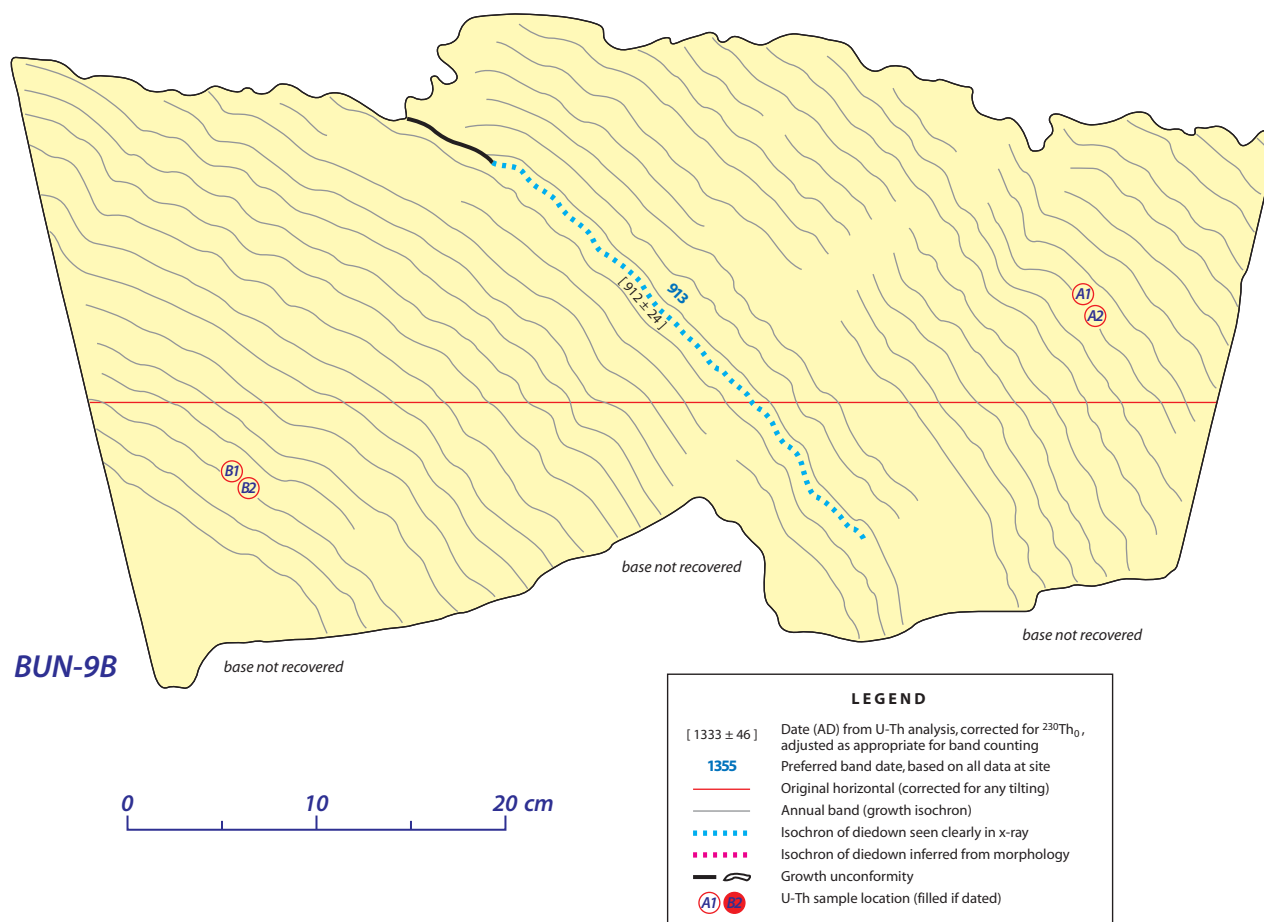 913
[ 912 ± 24 ]
A1
A2
B1
B2
base not recovered
base not recovered
base not recovered
BUN-9B
0 10 20 cm
LEGEND
[ 1333 ± 46 ] Date (AD) from U-Th analysis, corrected for ²³⁰Th₀,
adjusted as appropriate for band counting
1355 Preferred band date, based on all data at site
Original horizontal (corrected for any tilting)
Annual band (growth isochron)
Isochron of diedown seen clearly in x-ray
Isochron of diedown inferred from morphology
Growth unconformity
A1 B2 U-Th sample location (filled if dated)